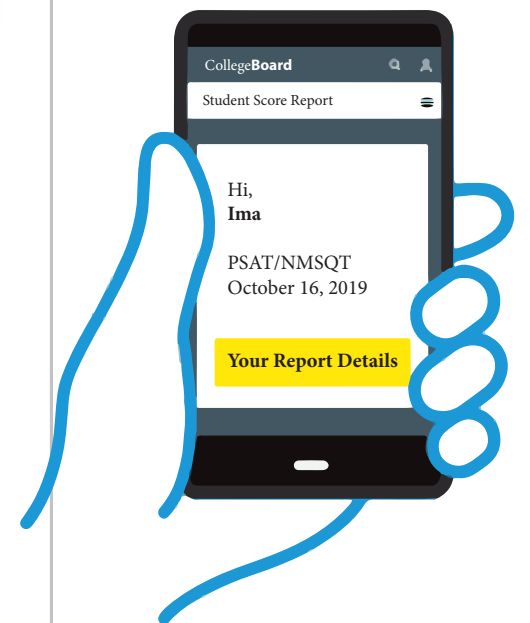 CollegeBoard
Student Score Report
Hi,
Ima
PSAT/NMSQT
October 16, 2019
Your Report Details